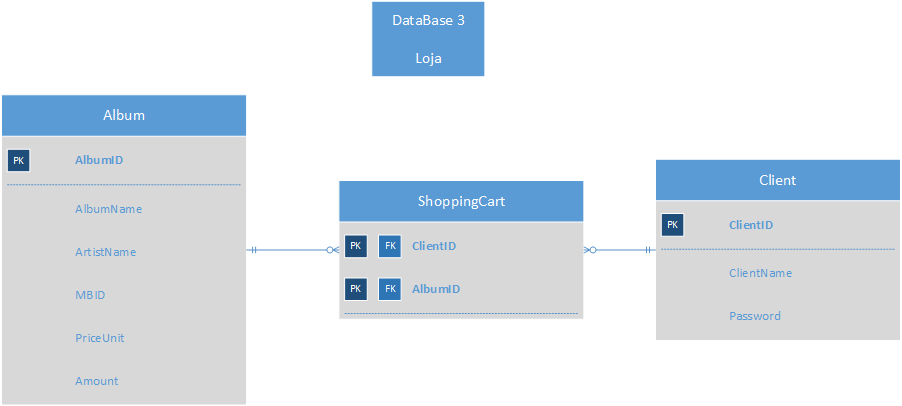 DataBase 3
Loja
Album
PK AlbumID
AlbumName
ArtistName
MBID
PriceUnit
Amount
ShoppingCart
PK FK ClientID
PK FK AlbumID
Client
PK ClientID
ClientName
Password